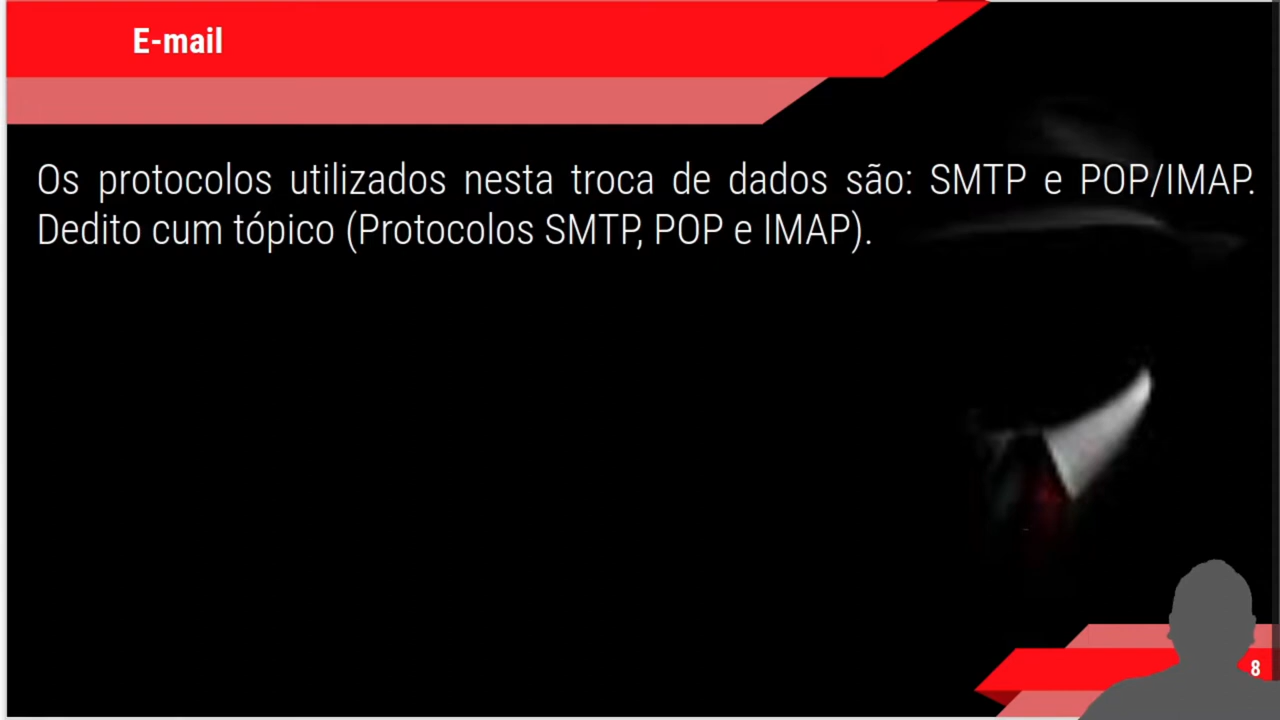 E-mail
Os protocolos utilizados nesta troca de dados são: SMTP e POP/IMAP.
Dedito cum tópico (Protocolos SMTP, POP e IMAP).
8